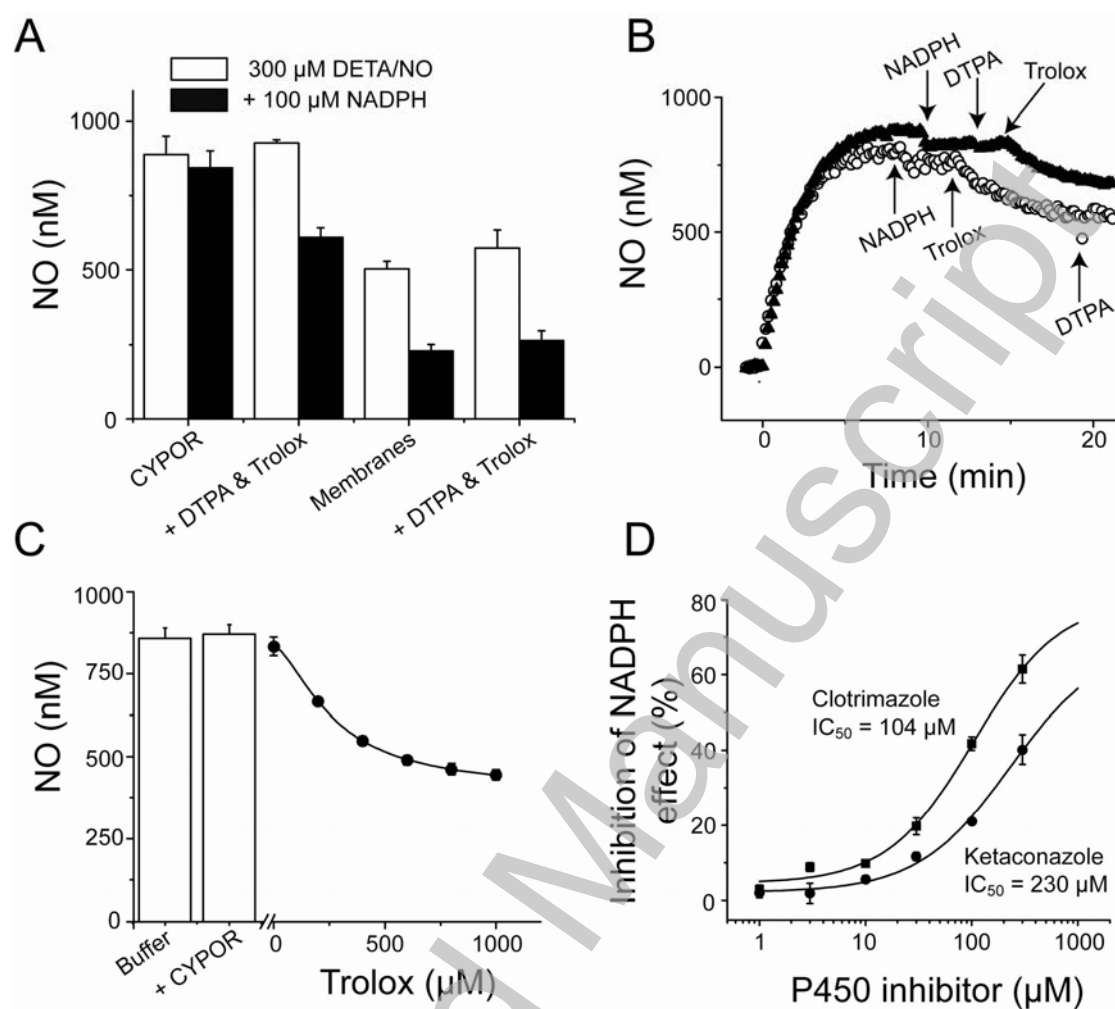 A
300 µM DETA/NO
+ 100 µM NADPH
1000
500
0
NO (nM)
CYPOR
+ DTPA & Trolox
Membranes
+ DTPA & Trolox
B
NADPH
DTPA
Trolox
1000
500
0
NO (nM)
NADPH
Trolox
DTPA
0
10
20
Time (min)
C
1000
750
500
250
0
NO (nM)
Buffer
+ CYPOR
0
500
1000
Trolox (µM)
D
80
60
40
20
0
Inhibition of NADPH
effect (%)
Clotrimazole
IC50 = 104 µM
Ketaconazole
IC50 = 230 µM
1
10
100
1000
P450 inhibitor (µM)
d Manuscript